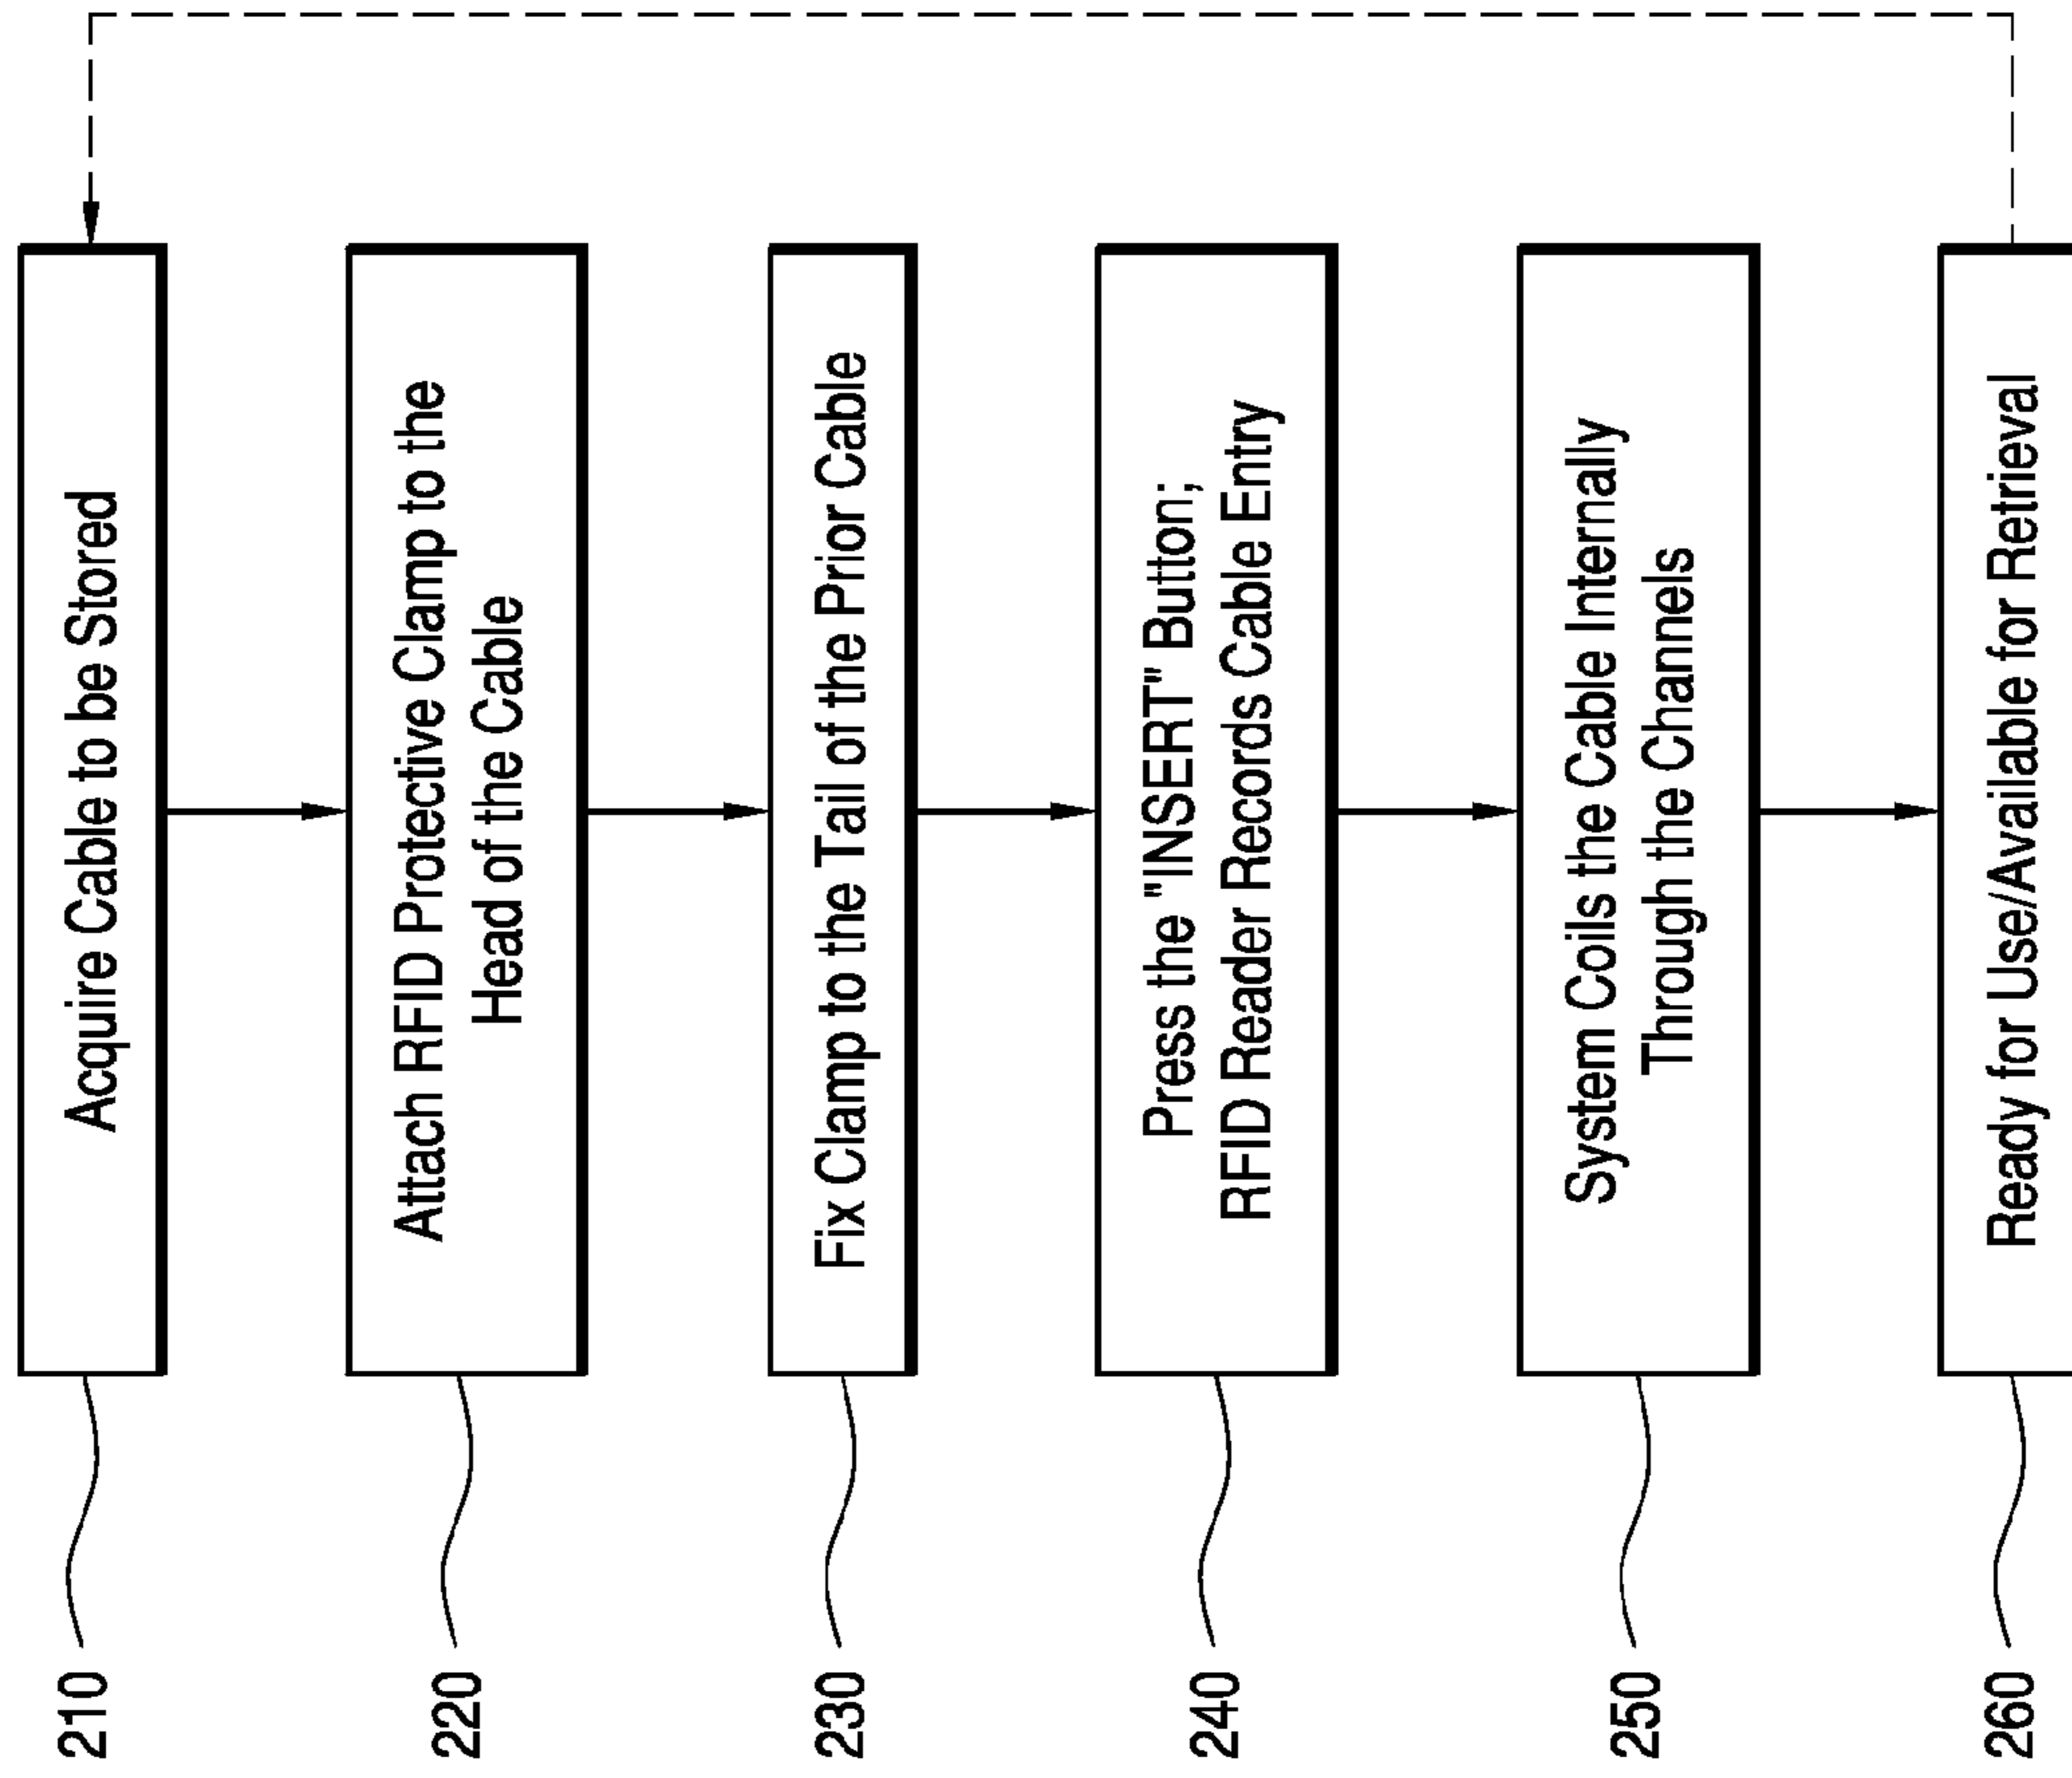 210
Acquire Cable to be Stored
220
Attach RFID Protective Clamp to the
Head of the Cable
230
Fix Clamp to the Tail of the Prior Cable
240
Press the "INSERT" Button;
RFID Reader Records Cable Entry
250
System Coils the Cable Internally
Through the Channels
260
Ready for Use/Available for Retrieval